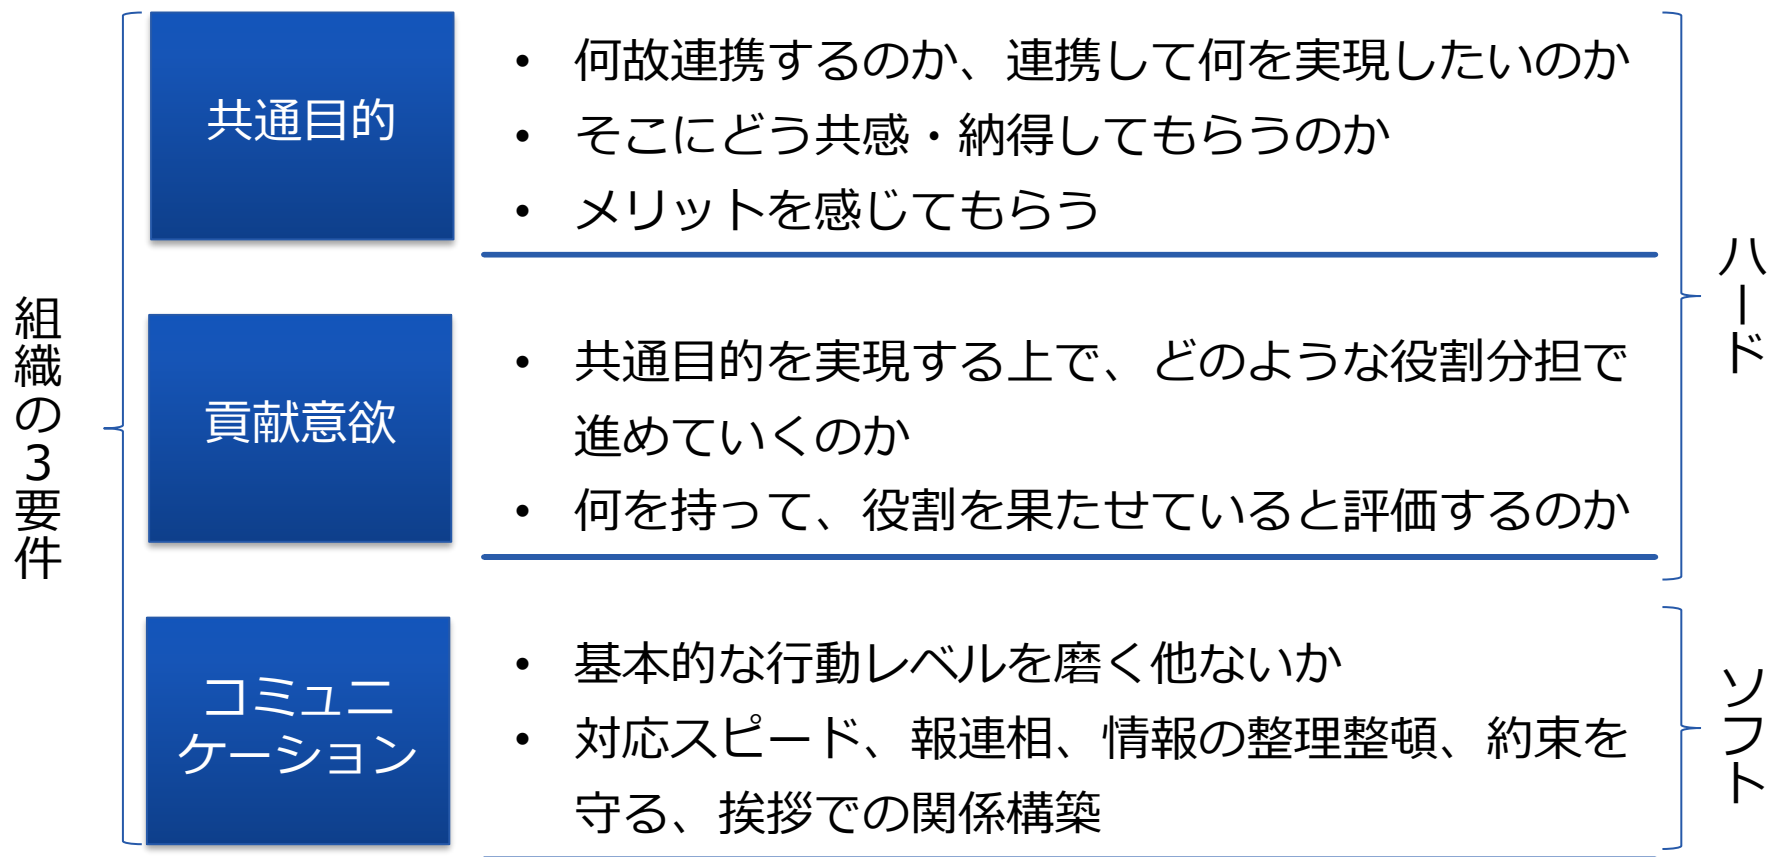 組織の3要件
共通目的
• 何故連携するのか、連携して何を実現したいのか
• そこにどう共感・納得してもらうのか
• メリットを感じてもらう
貢献意欲
• 共通目的を実現する上で、どのような役割分担で
進めていくのか
• 何を持って、役割を果たせていると評価するのか
ハード
コミュニ
ケーション
• 基本的な行動レベルを磨く他ないか
• 対応スピード、報連相、情報の整理整頓、約束を
守る、挨拶での関係構築
ソフト